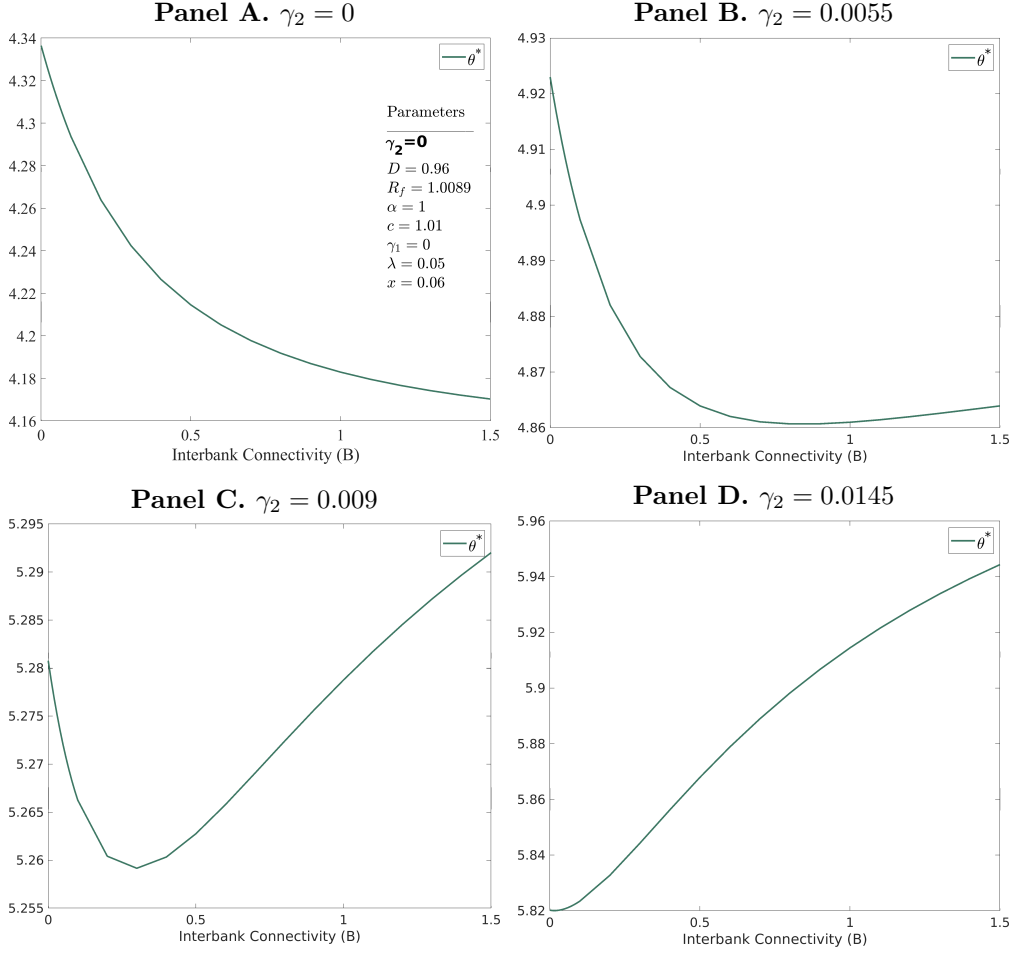 Panel A. γ₂ = 0
4.34
4.32
4.3
4.28
4.26
4.24
4.22
4.2
4.18
4.16
0
0.5
1
1.5
Interbank Connectivity (B)
θ*
Parameters
γ₂=0
D = 0.96
R_f = 1.0089
α = 1
c = 1.01
γ₁ = 0
λ = 0.05
x = 0.06
Panel B. γ₂ = 0.0055
4.93
4.92
4.91
4.9
4.89
4.88
4.87
4.86
0
0.5
1
1.5
Interbank Connectivity (B)
θ*
Panel C. γ₂ = 0.009
5.295
5.29
5.285
5.28
5.275
5.27
5.265
5.26
5.255
0
0.5
1
1.5
Interbank Connectivity (B)
θ*
Panel D. γ₂ = 0.0145
5.96
5.94
5.92
5.9
5.88
5.86
5.84
5.82
0
0.5
1
1.5
Interbank Connectivity (B)
θ*